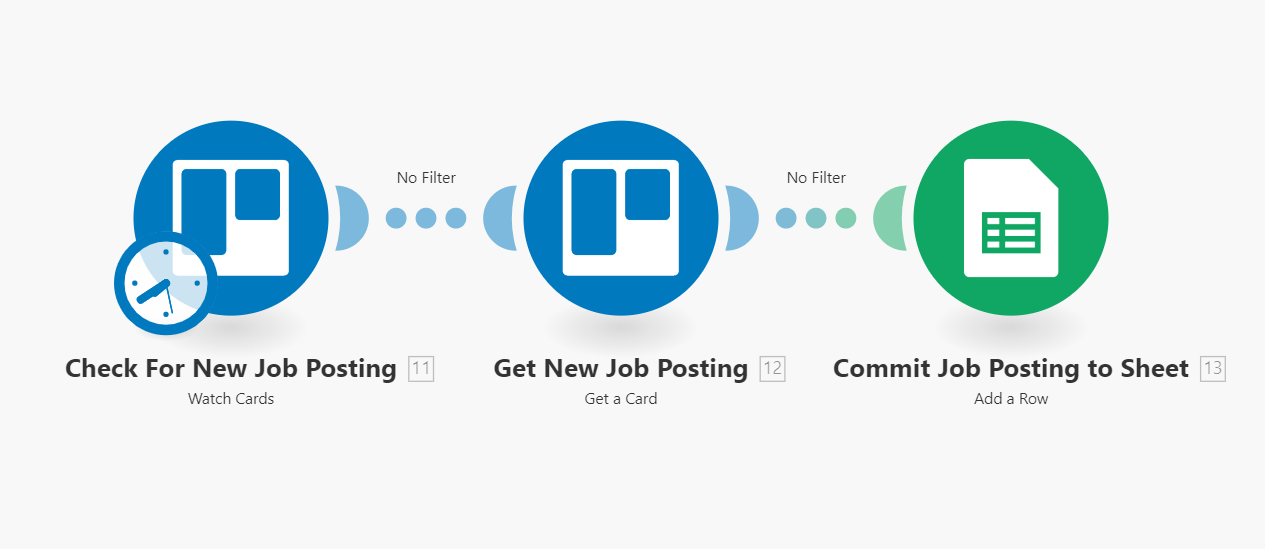 No Filter
No Filter
Check For New Job Posting 11
Watch Cards
Get New Job Posting 12
Get a Card
Commit Job Posting to Sheet 13
Add a Row